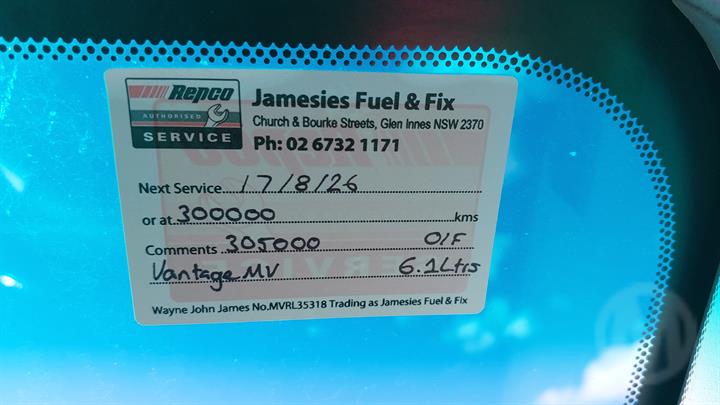 Repco
AUTHORISED
SERVICE
Jamesies Fuel & Fix
Church & Bourke Streets, Glen Innes NSW 2370
Ph: 02 6732 1171
Next Service 17/8/26
or at 300000 kms
Comments 305000 O/F
Vantage MV 6.1Ltrs
Wayne John James No.MVRL35318 Trading as Jamesies Fuel & Fix